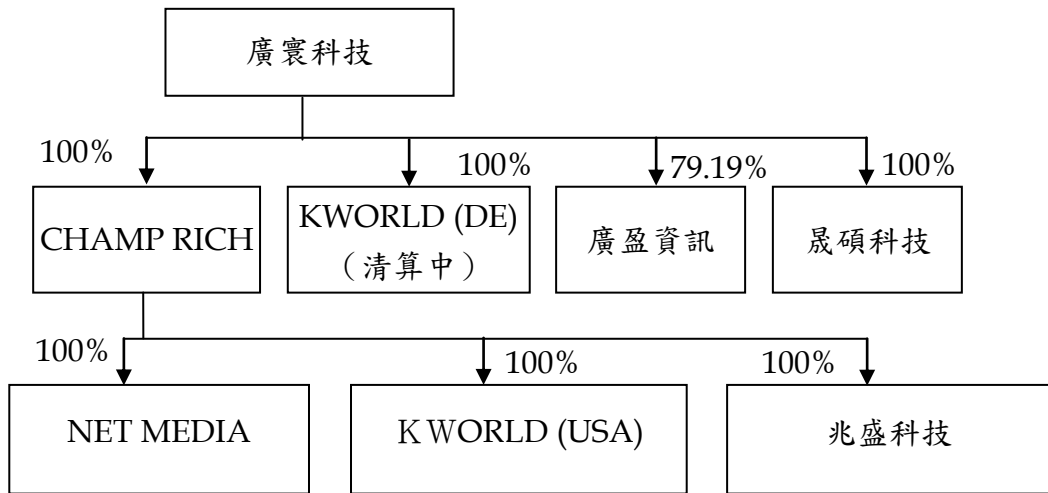 廣寰科技
100%
100%
79.19%
100%
CHAMP RICH
KWORLD (DE)
（清算中）
廣盈資訊
晟碩科技
100%
100%
100%
NET MEDIA
KWORLD (USA)
兆盛科技